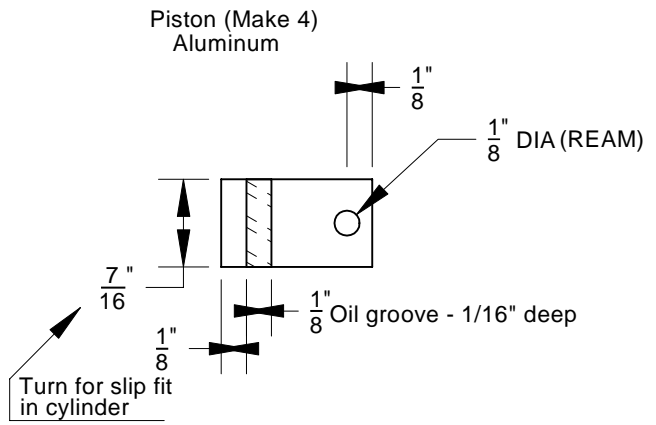 Piston (Make 4)
Aluminum
1/8"
1/8" DIA (REAM)
7/16"
1/8" Oil groove - 1/16" deep
1/8"
Turn for slip fit
in cylinder